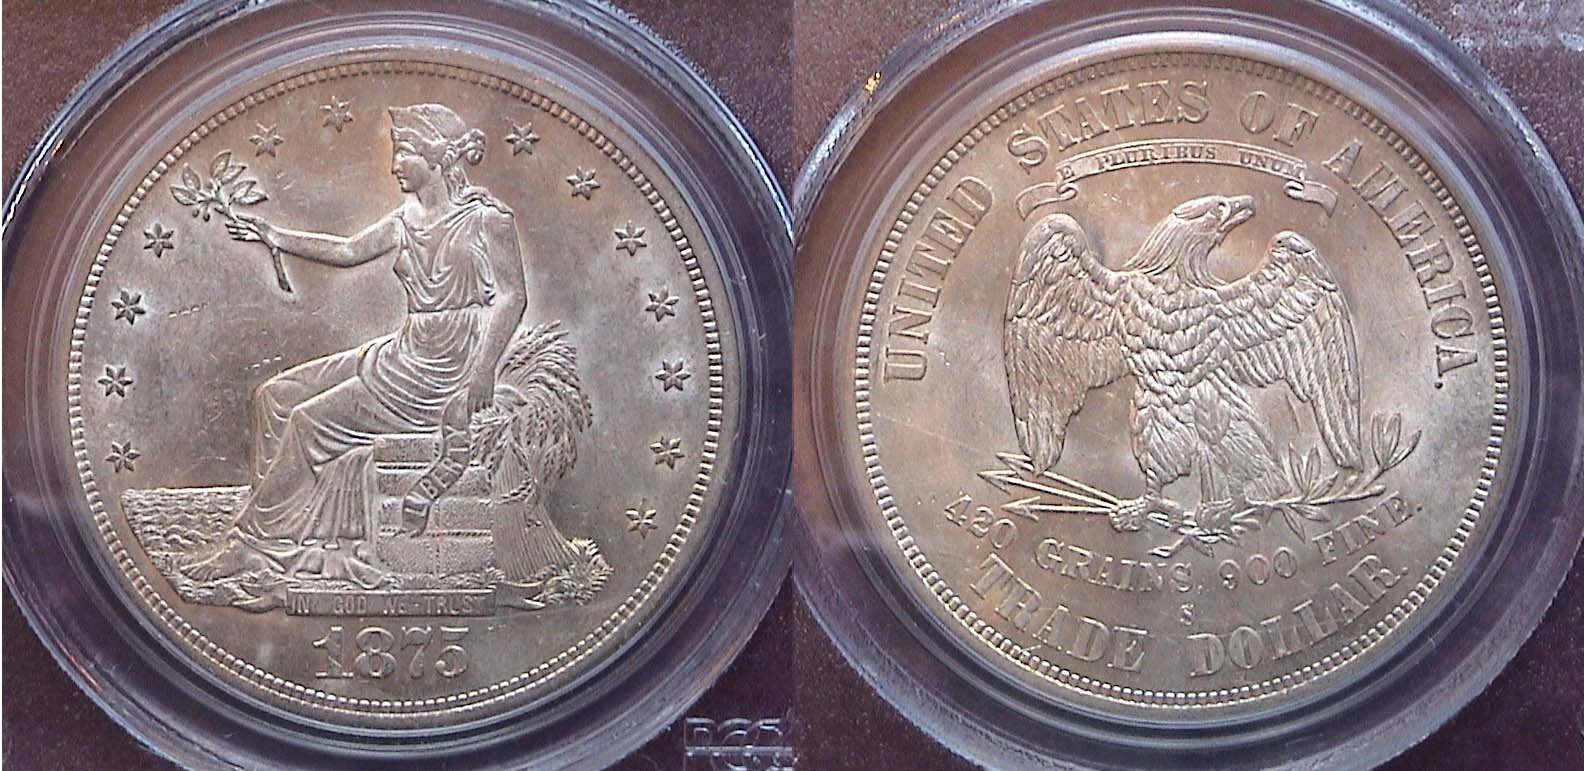 LIBERTY
IN GOD WE TRUST
1875
UNITED STATES OF AMERICA.
E PLURIBUS UNUM
420 GRAINS, 900 FINE.
S
TRADE DOLLAR.